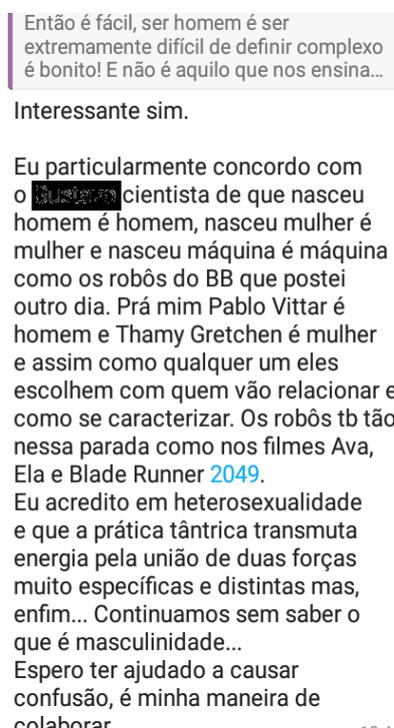 Então é fácil, ser homem é ser
extremamente difícil de definir complexo
é bonito! E não é aquilo que nos ensina...
Interessante sim.
Eu particularmente concordo com
o cientista de que nasceu
homem é homem, nasceu mulher é
mulher e nasceu máquina é máquina
como os robôs do BB que postei
outro dia. Prá mim Pablo Vittar é
homem e Thamy Gretchen é mulher
e assim como qualquer um eles
escolhem com quem vão relacionar e
como se caracterizar. Os robôs tb tão
nessa parada como nos filmes Ava,
Ela e Blade Runner 2049.
Eu acredito em heterosexualidade
e que a prática tântrica transmuta
energia pela união de duas forças
muito específicas e distintas mas,
enfim... Continuamos sem saber o
que é masculinidade...
Espero ter ajudado a causar
confusão, é minha maneira de
colaborar